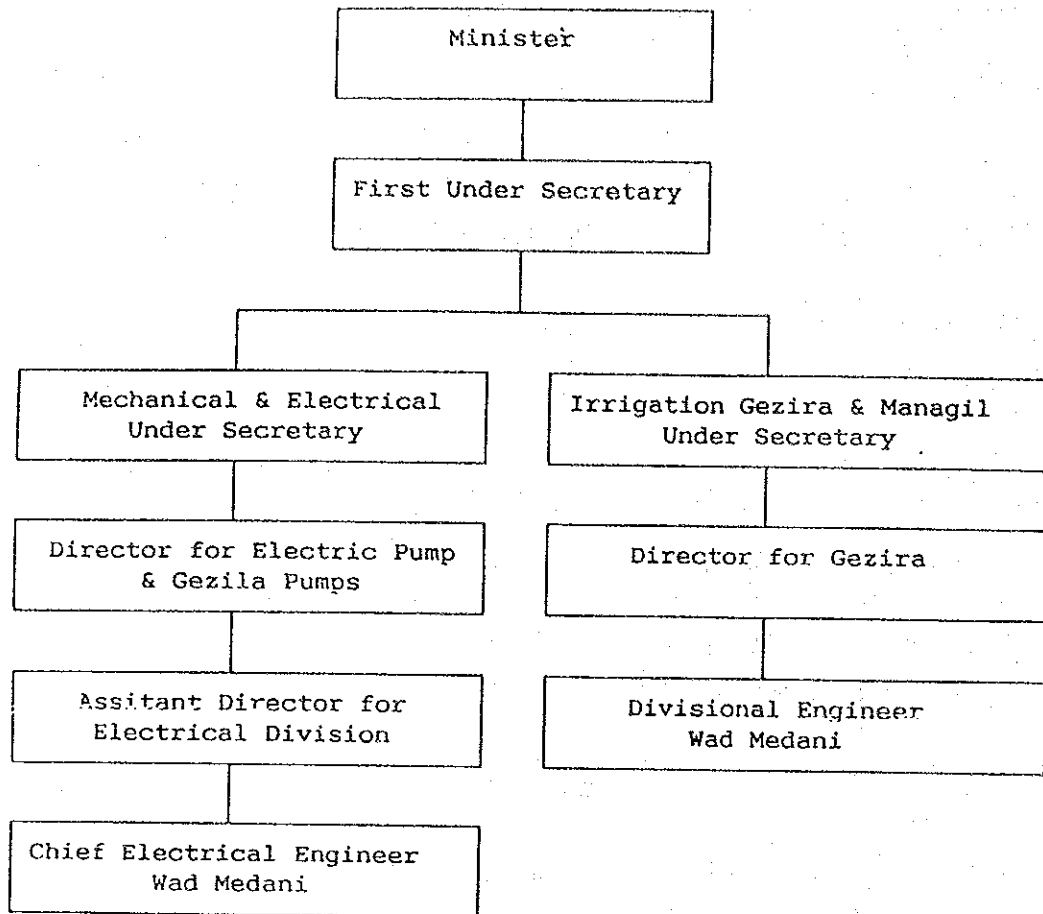 Minister
First Under Secretary
Mechanical & Electrical
Under Secretary
Irrigation Gezira & Managil
Under Secretary
Director for Electric Pump
& Gezila Pumps
Director for Gezira
Assitant Director for
Electrical Division
Divisional Engineer
Wad Medani
Chief Electrical Engineer
Wad Medani